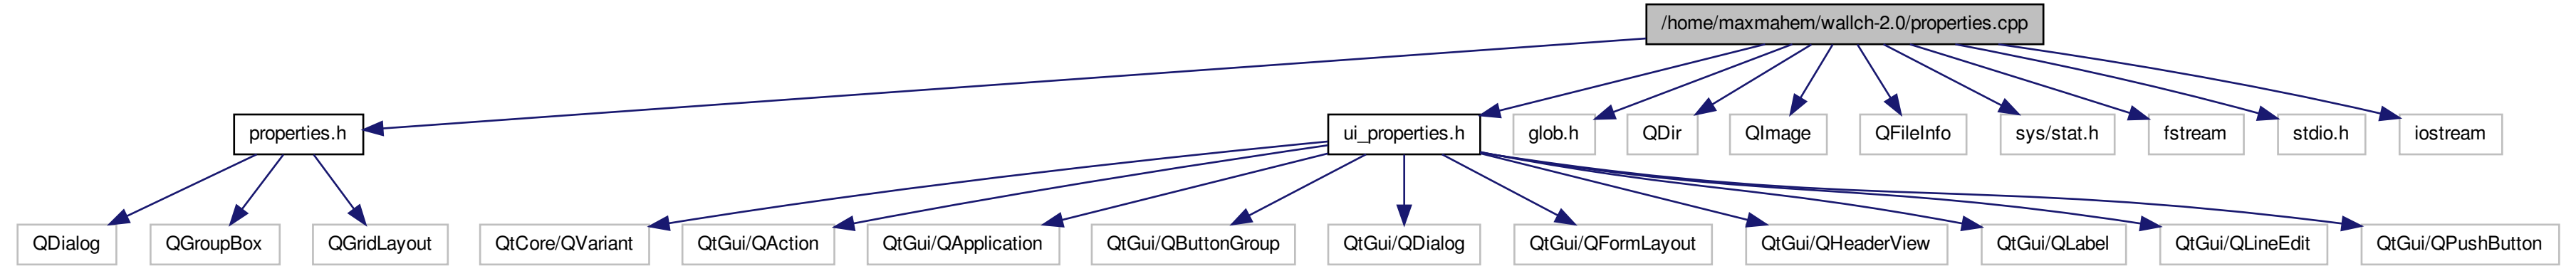 /home/maxmahem/wallch-2.0/properties.cpp
properties.h
ui_properties.h
glob.h
QDir
QImage
QFileInfo
sys/stat.h
fstream
stdio.h
iostream
QDialog
QGroupBox
QGridLayout
QtCore/QVariant
QtGui/QAction
QtGui/QApplication
QtGui/QButtonGroup
QtGui/QDialog
QtGui/QFormLayout
QtGui/QHeaderView
QtGui/QLabel
QtGui/QLineEdit
QtGui/QPushButton